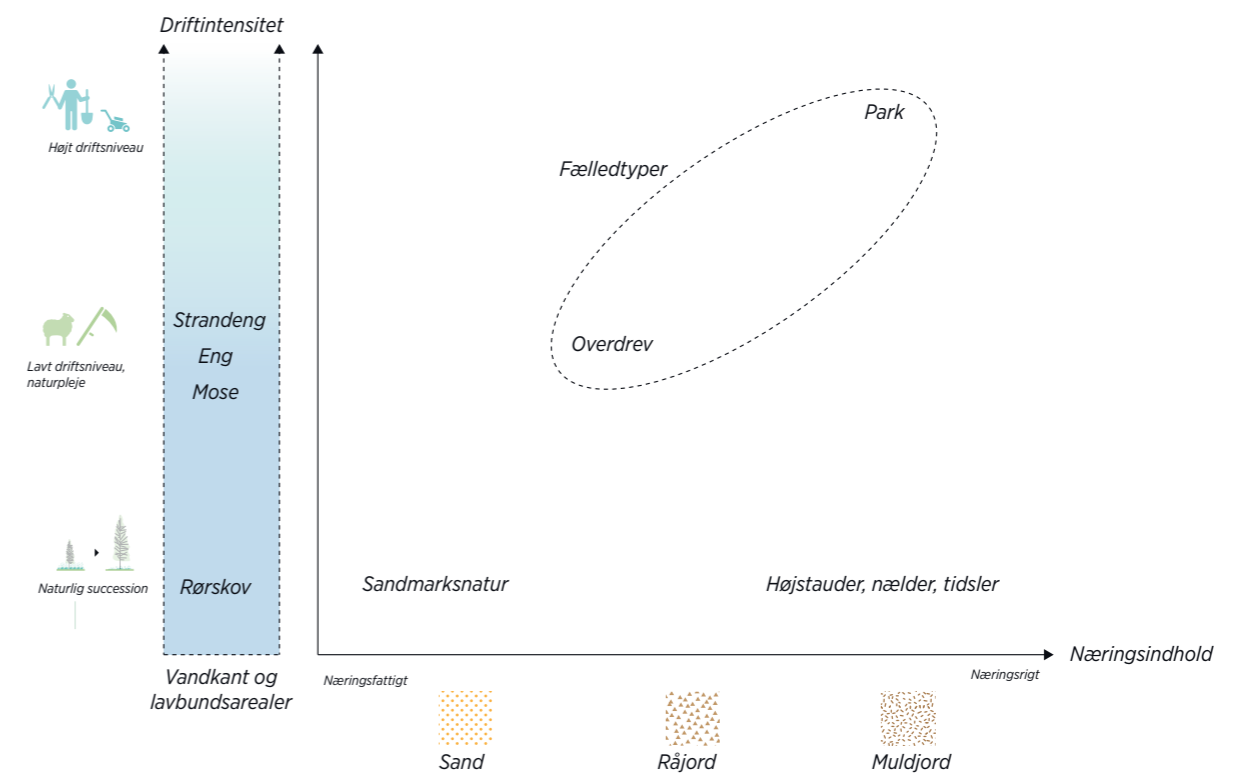 Driftintensitet
Højt driftsniveau
Park
Fælledtyper
Strandeng
Eng
Mose
Lavt driftsniveau,
naturpleje
Overdrev
Naturlig succession
Rørskov
Sandmarksnatur
Højstauder, nælder, tidsler
Næringsindhold
Vandkant og
lavbundsarealer
Næringsfattigt
Næringsrigt
Sand
Råjord
Muldjord